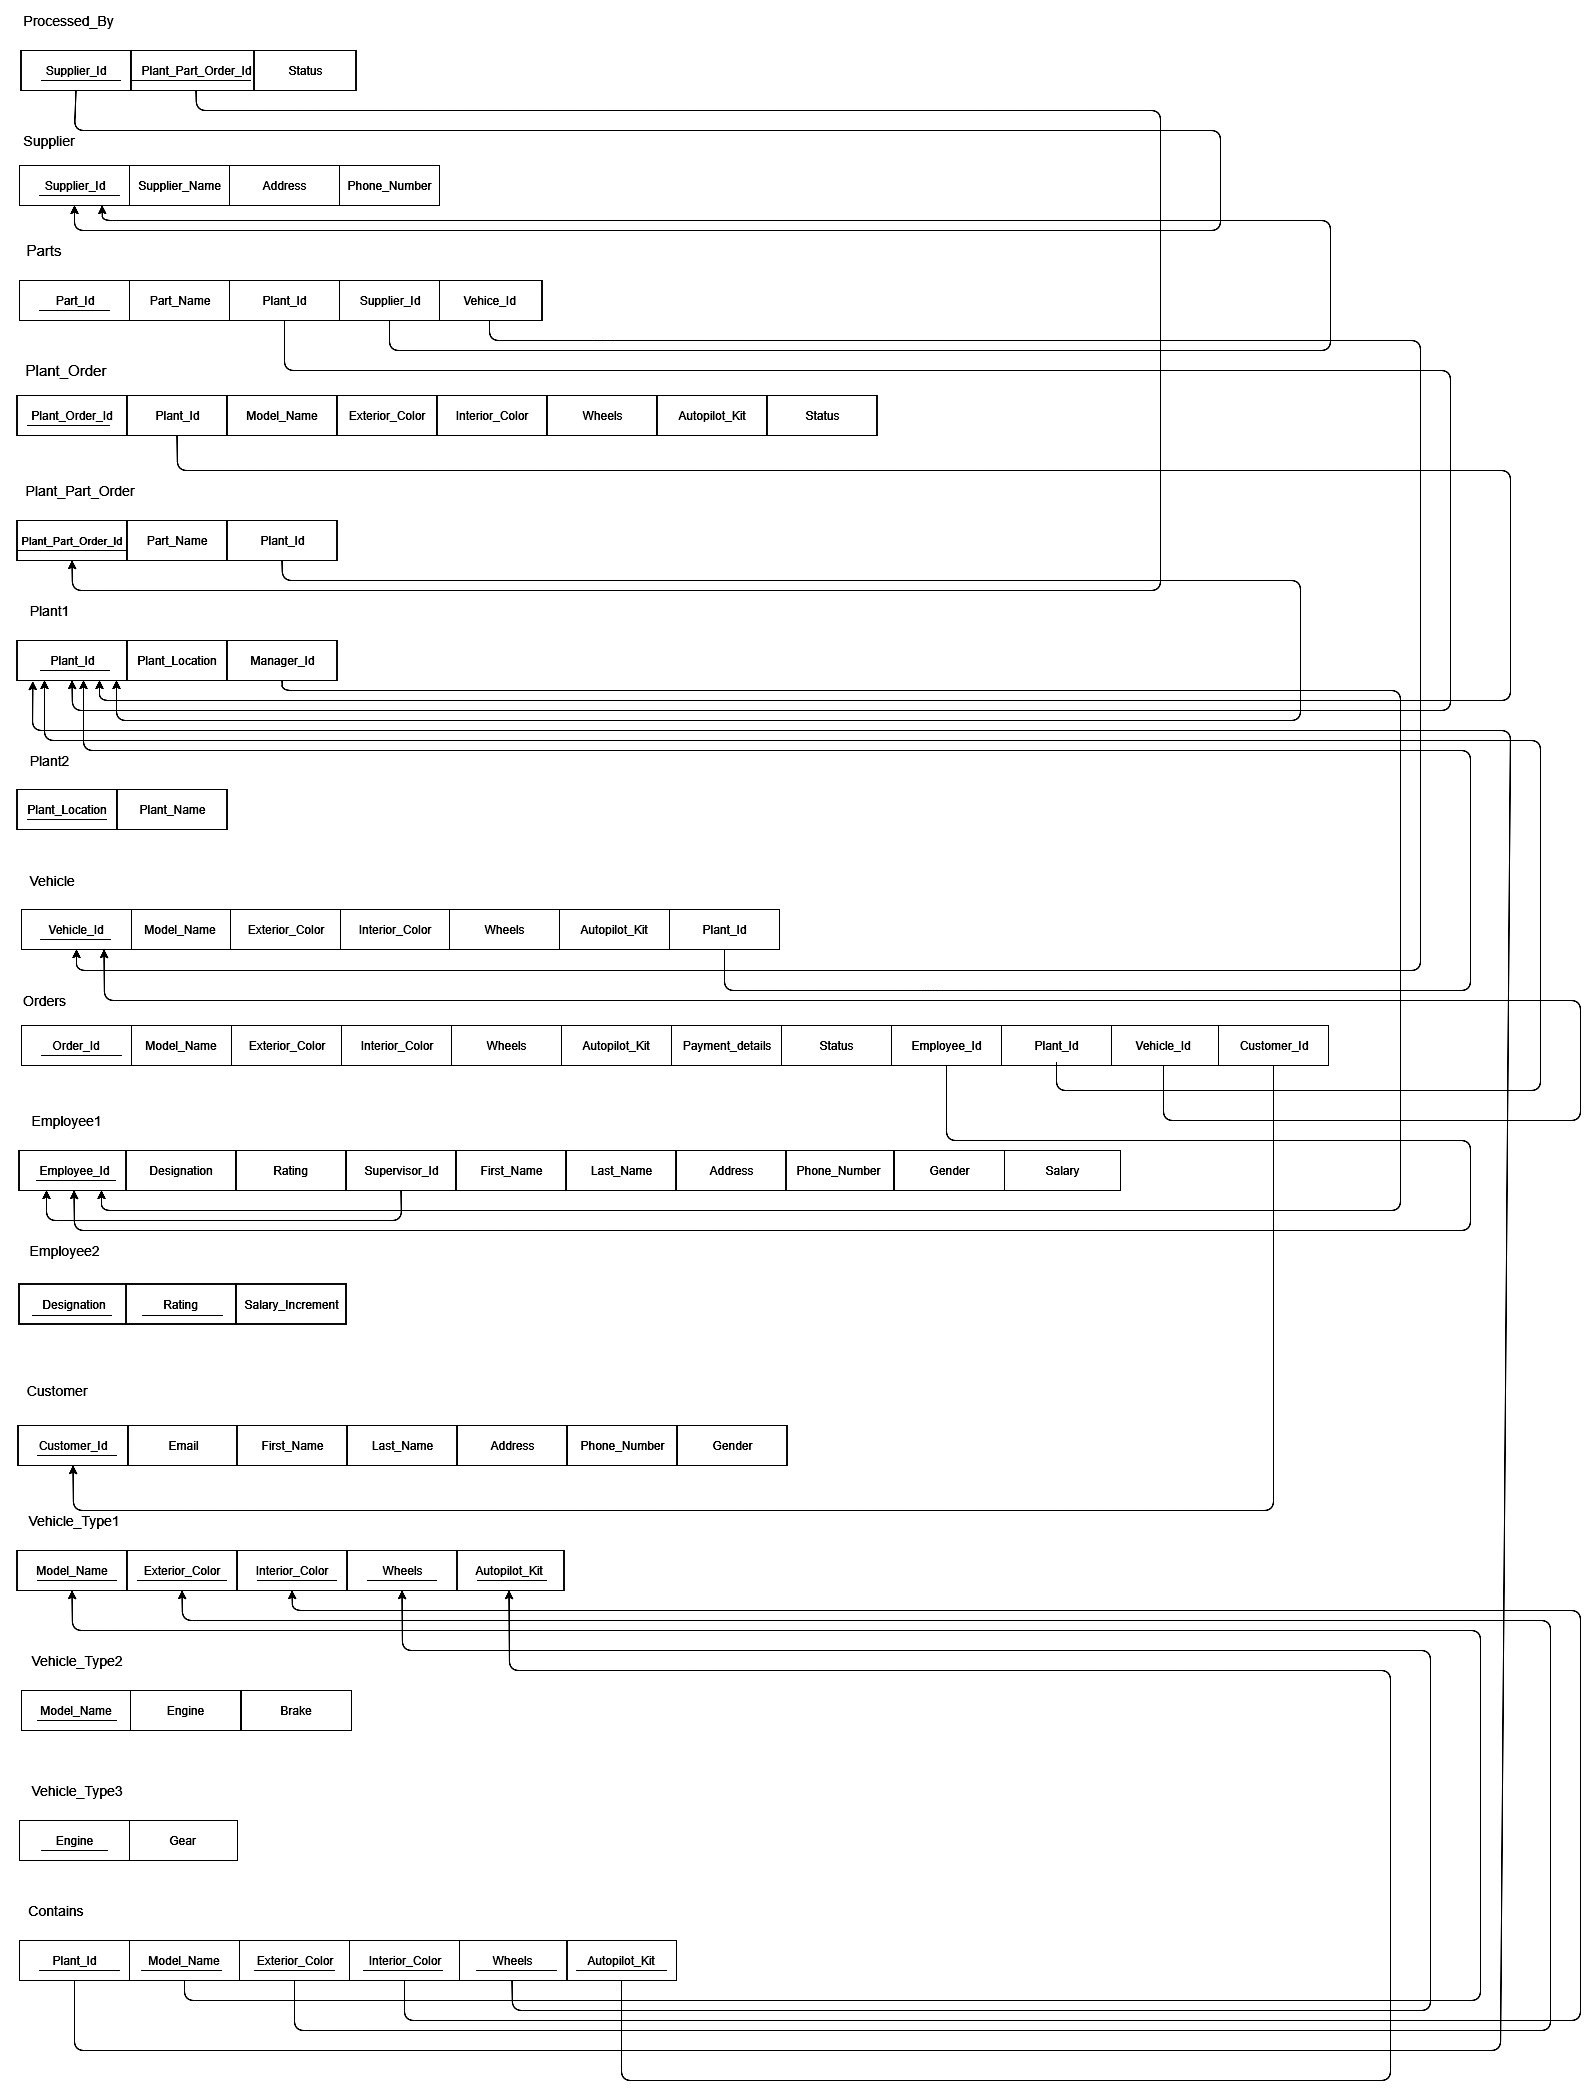 Processed_By
Supplier_Id Plant_Part_Order_Id Status
Supplier
Supplier_Id Supplier_Name Address Phone_Number
Parts
Part_Id Part_Name Plant_Id Supplier_Id Vehice_Id
Plant_Order
Plant_Order_Id Plant_Id Model_Name Exterior_Color Interior_Color Wheels Autopilot_Kit Status
Plant_Part_Order
Plant_Part_Order_Id Part_Name Plant_Id
Plant1
Plant_Id Plant_Location Manager_Id
Plant2
Plant_Location Plant_Name
Vehicle
Vehicle_Id Model_Name Exterior_Color Interior_Color Wheels Autopilot_Kit Plant_Id
Orders
Order_Id Model_Name Exterior_Color Interior_Color Wheels Autopilot_Kit Payment_details Status Employee_Id Plant_Id Vehicle_Id Customer_Id
Employee1
Employee_Id Designation Rating Supervisor_Id First_Name Last_Name Address Phone_Number Gender Salary
Employee2
Designation Rating Salary_Increment
Customer
Customer_Id Email First_Name Last_Name Address Phone_Number Gender
Vehicle_Type1
Model_Name Exterior_Color Interior_Color Wheels Autopilot_Kit
Vehicle_Type2
Model_Name Engine Brake
Vehicle_Type3
Engine Gear
Contains
Plant_Id Model_Name Exterior_Color Interior_Color Wheels Autopilot_Kit